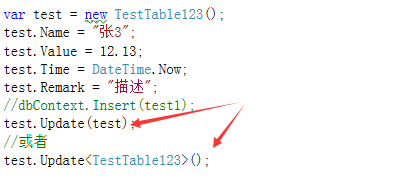 var test = new TestTable123();
test.Name = "张3";
test.Value = 12.13;
test.Time = DateTime.Now;
test.Remark = "描述";
//dbContext.Insert(test1);
test.Update(test);
//或者
test.Update<TestTable123>();